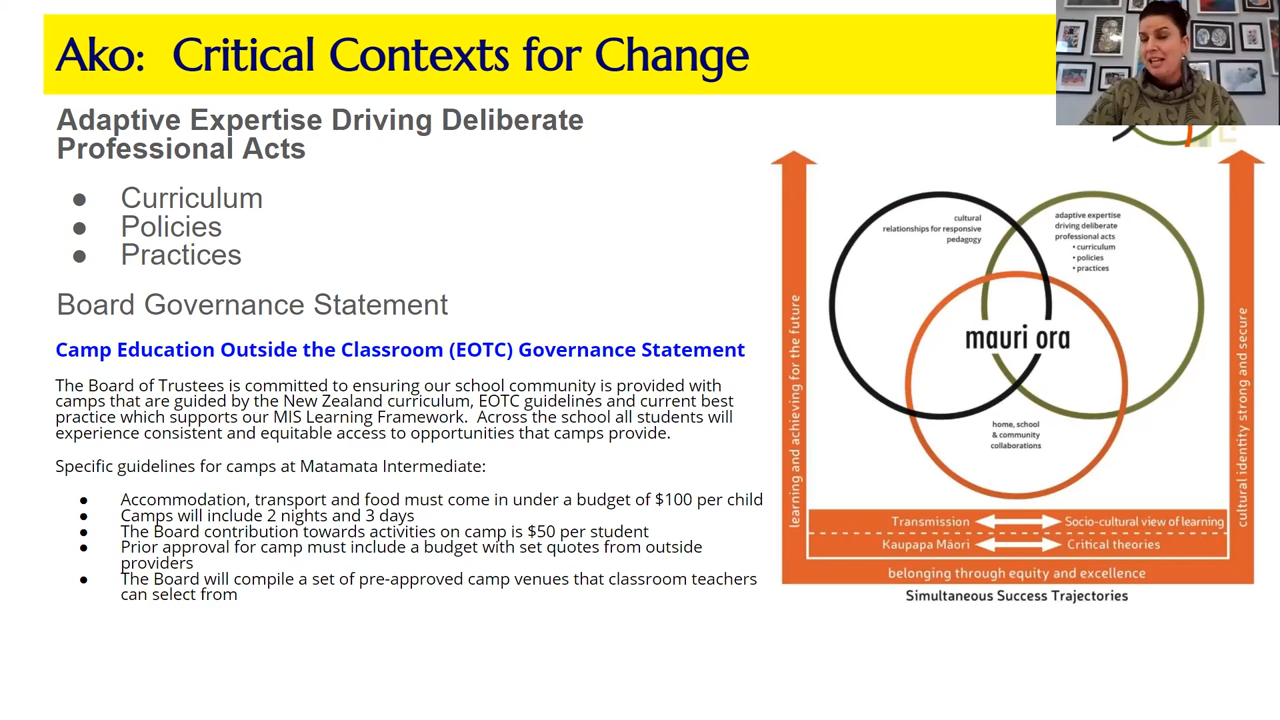 Ako: Critical Contexts for Change
Adaptive Expertise Driving Deliberate
Professional Acts
● Curriculum
● Policies
● Practices
Board Governance Statement
Camp Education Outside the Classroom (EOTC) Governance Statement
The Board of Trustees is committed to ensuring our school community is provided with
camps that are guided by the New Zealand curriculum, EOTC guidelines and current best
practice which supports our MIS Learning Framework. Across the school all students will
experience consistent and equitable access to opportunities that camps provide.
Specific guidelines for camps at Matamata Intermediate:
● Accommodation, transport and food must come in under a budget of $100 per child
● Camps will include 2 nights and 3 days
● The Board contribution towards activities on camp is $50 per student
● Prior approval for camp must include a budget with set quotes from outside
providers
● The Board will compile a set of pre-approved camp venues that classroom teachers
can select from
learning and achieving for the future
cultural
relationships for responsive
pedagogy
adaptive expertise
driving deliberate
professional acts
• curriculum
• policies
• practices
mauri ora
home, school
& community
collaborations
cultural identity strong and secure
Transmission Socio-cultural view of learning
Kaupapa Māori Critical theories
belonging through equity and excellence
Simultaneous Success Trajectories